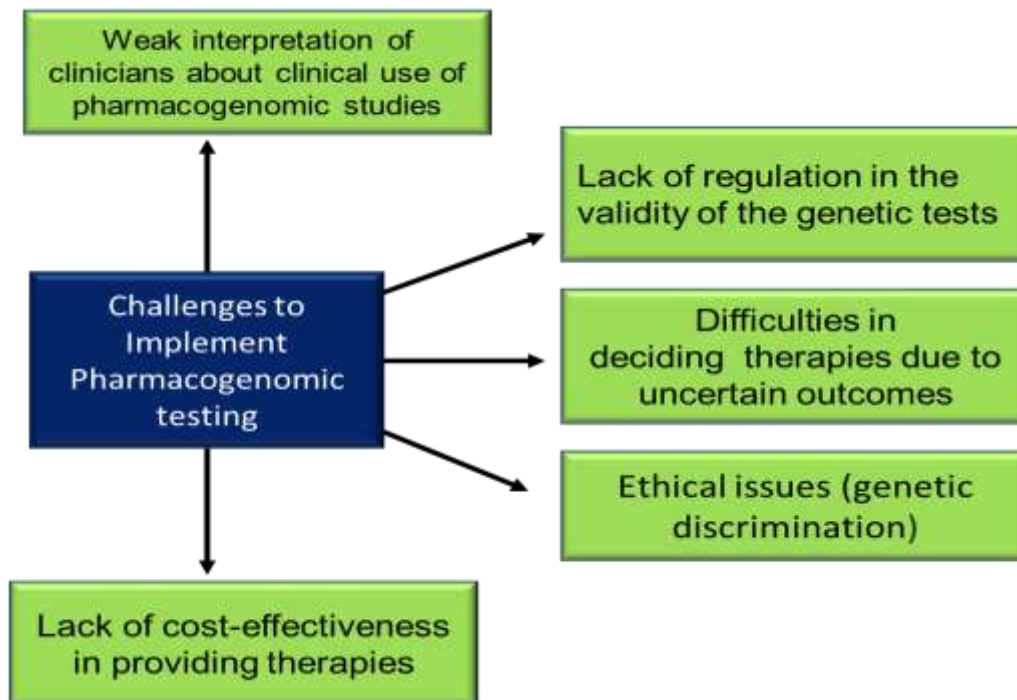 Weak interpretation of
clinicians about clinical use of
pharmacogenomic studies
Lack of regulation in the
validity of the genetic tests
Challenges to
Implement
Pharmacogenomic
testing
Difficulties in
deciding therapies due to
uncertain outcomes
Ethical issues (genetic
discrimination)
Lack of cost-effectiveness
in providing therapies